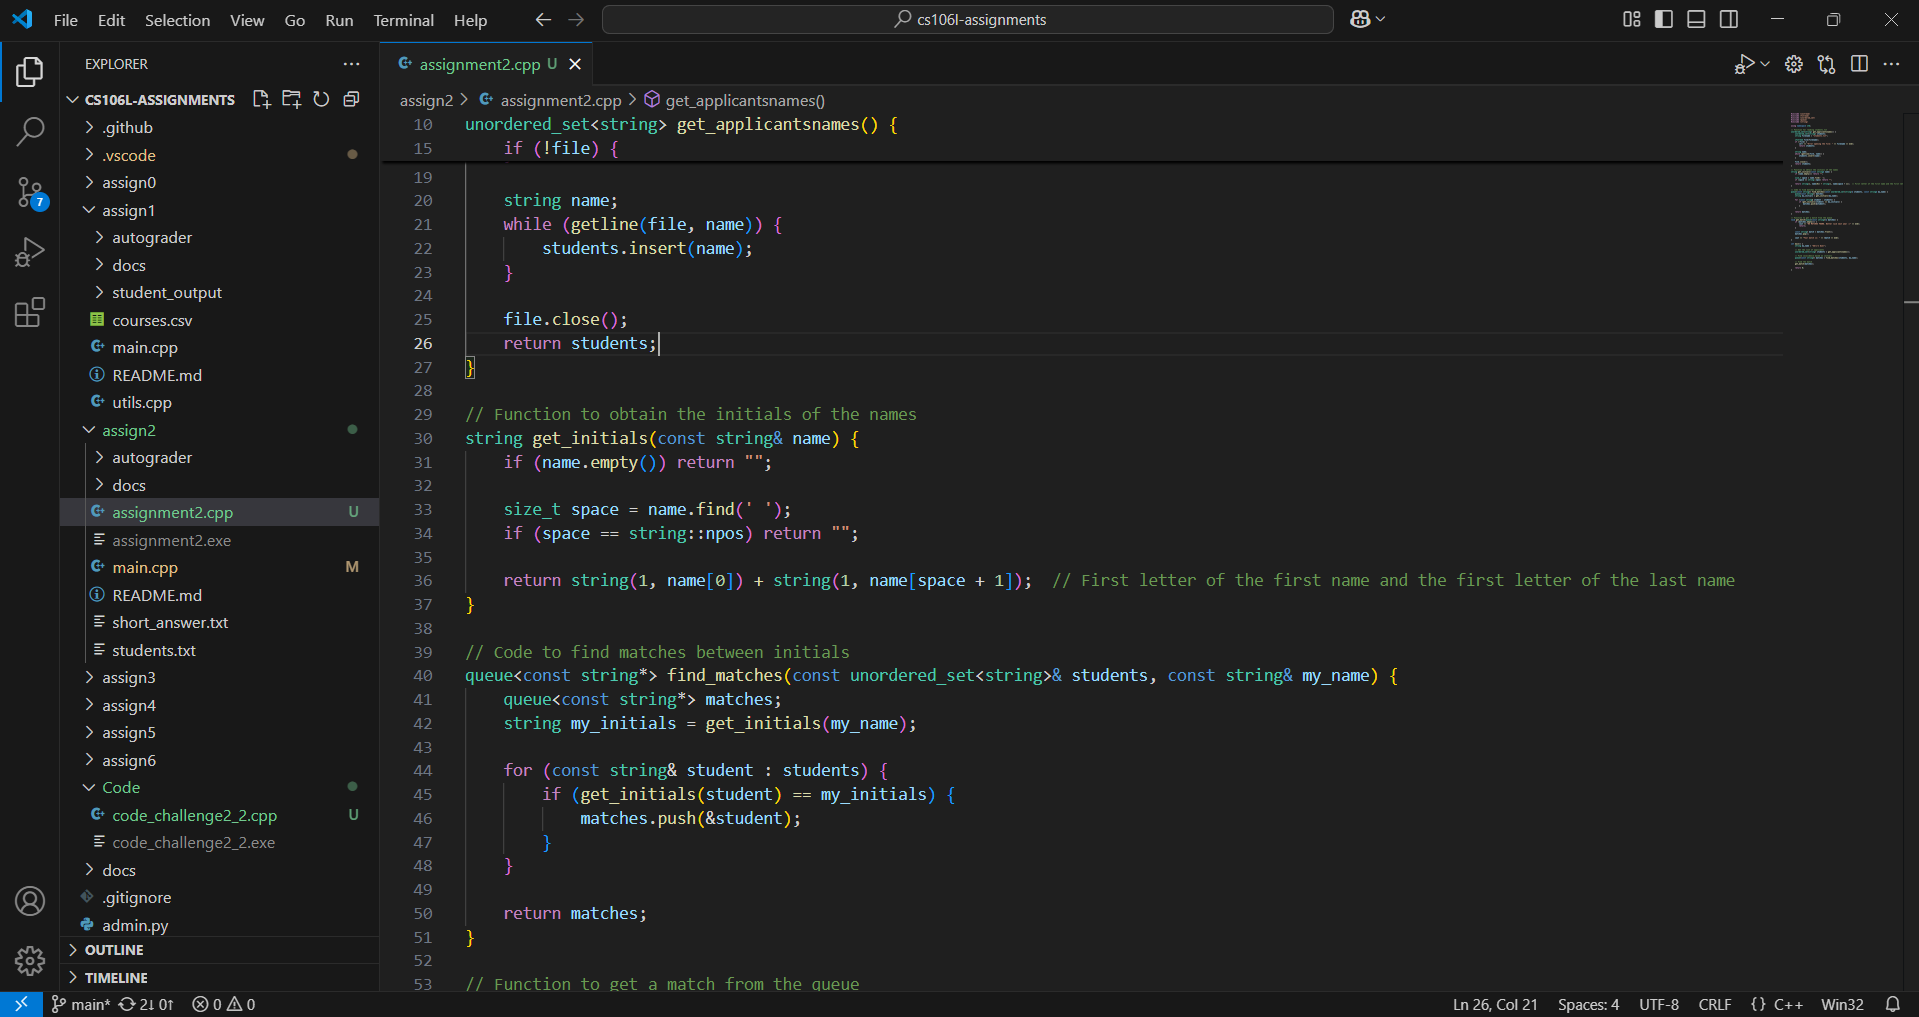 File Edit Selection View Go Run Terminal Help
cs106l-assignments
EXPLORER
CS106L-ASSIGNMENTS
.github
.vscode
assign0
assign1
autograder
docs
student_output
courses.csv
main.cpp
README.md
utils.cpp
assign2
autograder
docs
assignment2.cpp U
assignment2.exe
main.cpp M
README.md
short_answer.txt
students.txt
assign3
assign4
assign5
assign6
Code
code_challenge2_2.cpp U
code_challenge2_2.exe
docs
.gitignore
admin.py
OUTLINE
TIMELINE
7
assignment2.cpp U
assign2 > assignment2.cpp > get_applicantsnames()
10 unordered_set<string> get_applicantsnames() {
15     if (!file) {
19
20     string name;
21     while (getline(file, name)) {
22         students.insert(name);
23     }
24
25     file.close();
26     return students;
27 }
28
29 // Function to obtain the initials of the names
30 string get_initials(const string& name) {
31     if (name.empty()) return "";
32
33     size_t space = name.find(' ');
34     if (space == string::npos) return "";
35
36     return string(1, name[0]) + string(1, name[space + 1]);  // First letter of the first name and the first letter of the last name
37 }
38
39 // Code to find matches between initials
40 queue<const string*> find_matches(const unordered_set<string>& students, const string& my_name) {
41     queue<const string*> matches;
42     string my_initials = get_initials(my_name);
43
44     for (const string& student : students) {
45         if (get_initials(student) == my_initials) {
46             matches.push(&student);
47         }
48     }
49
50     return matches;
51 }
52
53 // Function to get a match from the queue
main* 2↓ 0↑ 0 0
Ln 26, Col 21 Spaces: 4 UTF-8 CRLF {} C++ Win32